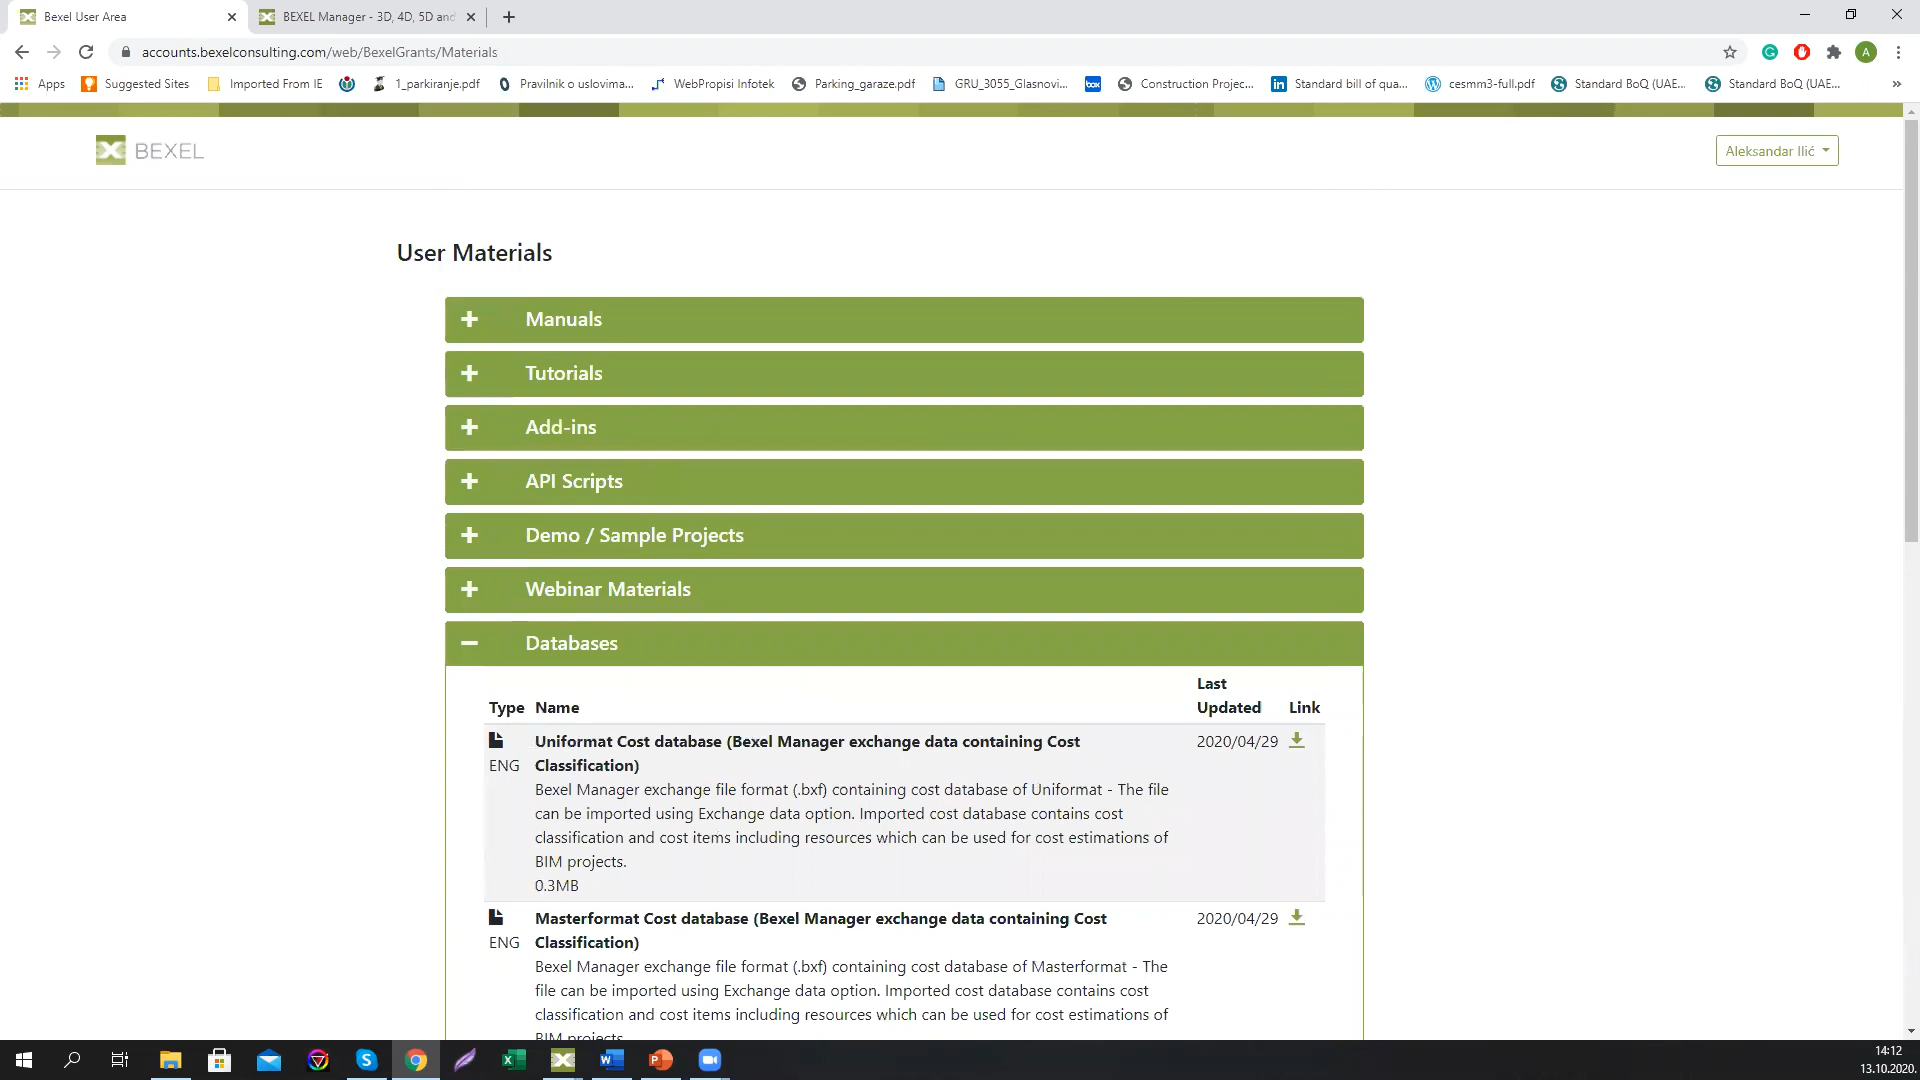 Bexel User Area
BEXEL Manager - 3D, 4D, 5D and
accounts.bexelconsulting.com/web/BexelGrants/Materials
A
Apps
Suggested Sites
Imported From IE
1_parkiranje.pdf
Pravilnik o uslovima...
WebPropisi Infotek
Parking_garaze.pdf
GRU_3055_Glasnovi...
box
Construction Projec...
in
Standard bill of qua...
cesmm3-full.pdf
Standard BoQ (UAE...
Standard BoQ (UAE...
»
BEXEL
Aleksandar Ilić
User Materials
Manuals
Tutorials
Add-ins
API Scripts
Demo / Sample Projects
Webinar Materials
Databases
Type Name Last Updated Link
ENG
Uniformat Cost database (Bexel Manager exchange data containing Cost
Classification)
2020/04/29
Bexel Manager exchange file format (.bxf) containing cost database of Uniformat - The file
can be imported using Exchange data option. Imported cost database contains cost
classification and cost items including resources which can be used for cost estimations of
BIM projects.
0.3MB
ENG
Masterformat Cost database (Bexel Manager exchange data containing Cost
Classification)
2020/04/29
Bexel Manager exchange file format (.bxf) containing cost database of Masterformat - The
file can be imported using Exchange data option. Imported cost database contains cost
classification and cost items including resources which can be used for cost estimations of
BIM projects.
14:12
13.10.2020.